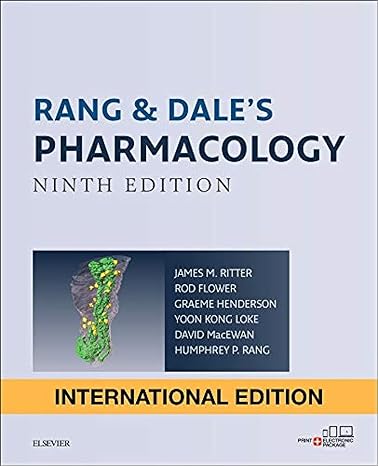 RANG & DALE'S
PHARMACOLOGY
NINTH EDITION
JAMES M. RITTER
ROD FLOWER
GRAEME HENDERSON
YOON KONG LOKE
DAVID MacEWAN
HUMPHREY P. RANG
INTERNATIONAL EDITION
ELSEVIER
PRINT + ELECTRONIC
PACKAGE